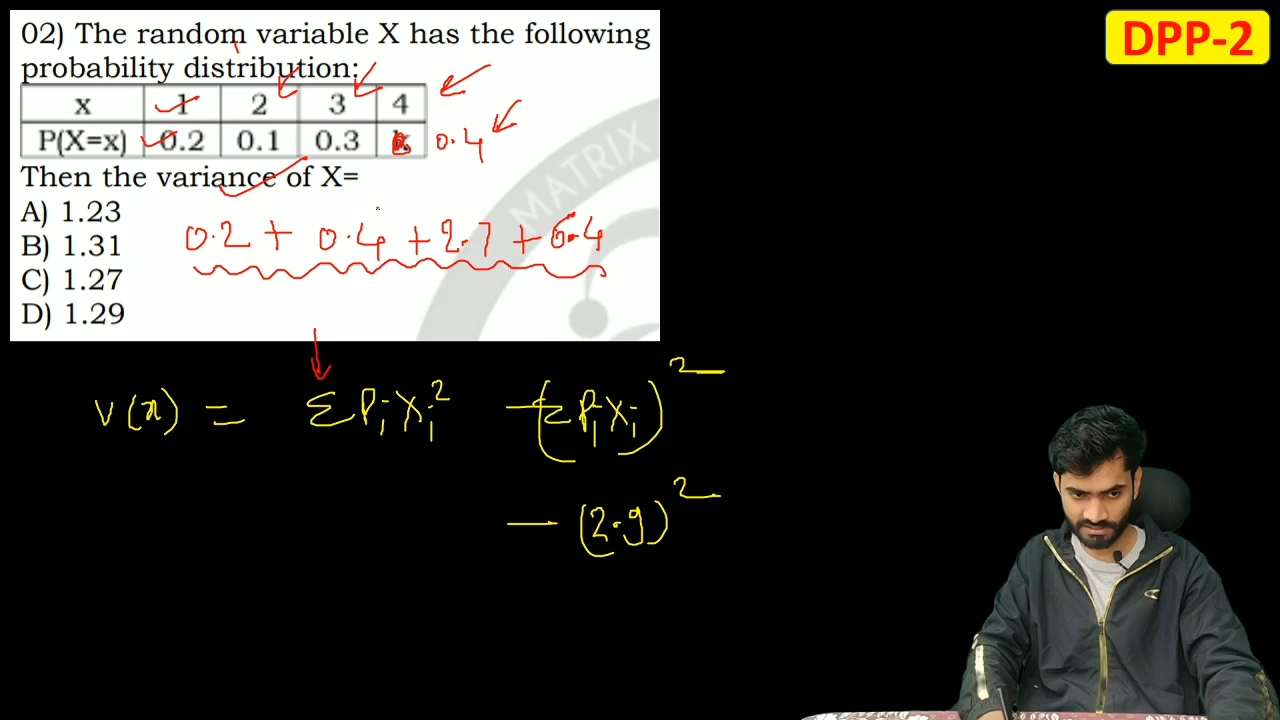 DPP-2
02) The random variable X has the following
probability distribution:
x 1 2 3 4
P(X=x) 0.2 0.1 0.3 k 0.4
Then the variance of X=
A) 1.23
B) 1.31
C) 1.27
D) 1.29
0.2 + 0.4 + 2.7 + 6.4
MATRIX
v(x) = ΣPᵢXᵢ² - (ΣPᵢXᵢ)²
- (2.9)²